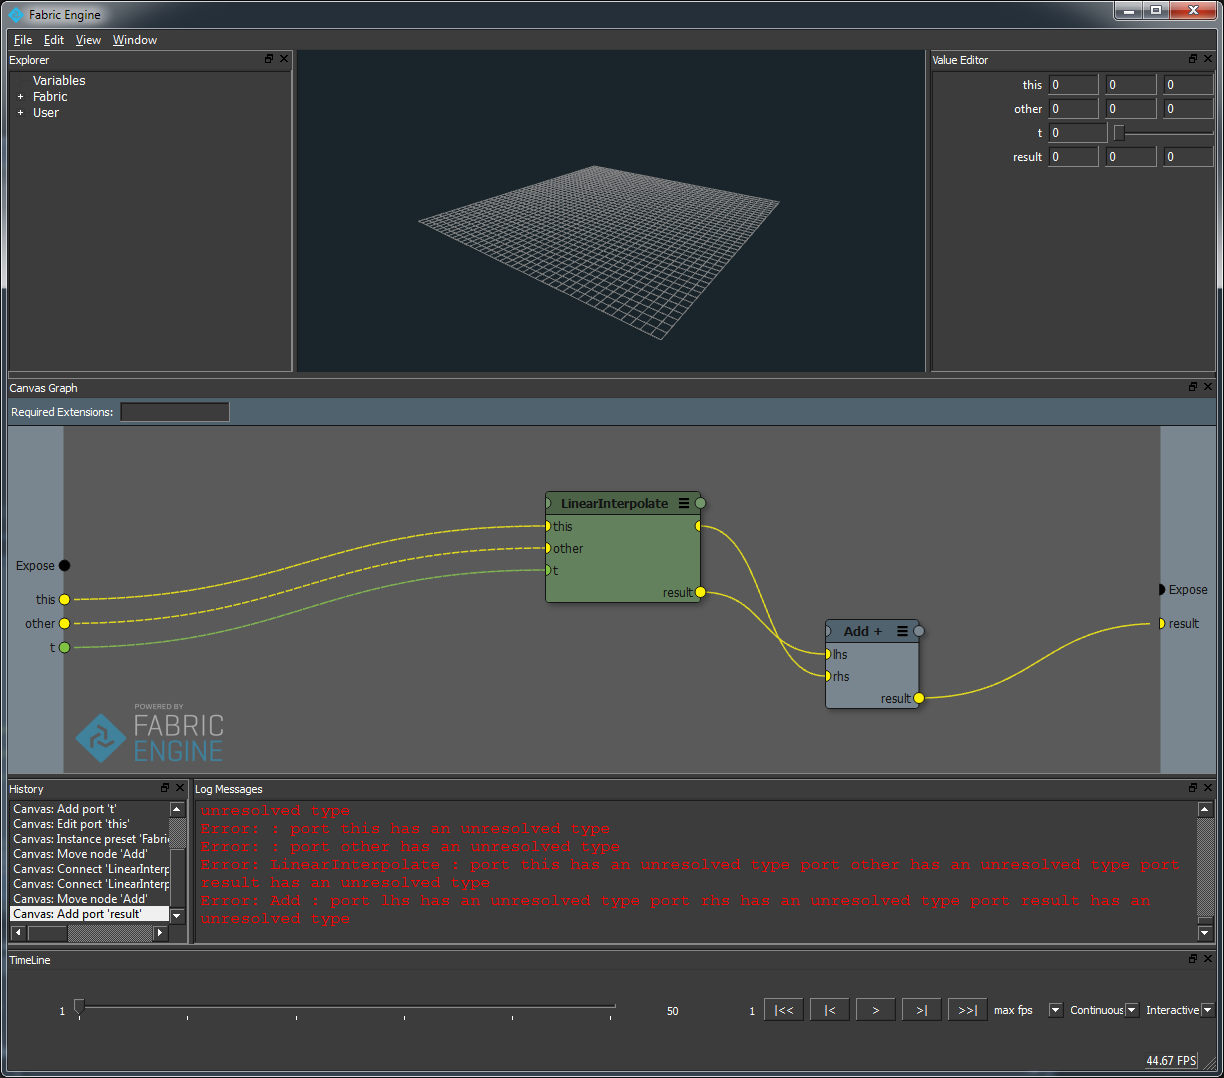 Fabric Engine
File Edit View Window
Explorer
Variables
+ Fabric
+ User
Value Editor
this 0 0 0
other 0 0 0
t 0
result 0 0 0
Canvas Graph
Required Extensions:
Expose
this
other
t
LinearInterpolate
this
other
t
result
Add +
lhs
rhs
result
Expose
result
POWERED BY
FABRIC
ENGINE
History
Canvas: Add port 't'
Canvas: Edit port 'this'
Canvas: Instance preset 'Fabri
Canvas: Move node 'Add'
Canvas: Connect 'LinearInterp
Canvas: Connect 'LinearInterp
Canvas: Move node 'Add'
Canvas: Add port 'result'
Log Messages
unresolved type
Error: : port this has an unresolved type
Error: : port other has an unresolved type
Error: LinearInterpolate : port this has an unresolved type port other has an unresolved type port
result has an unresolved type
Error: Add : port lhs has an unresolved type port rhs has an unresolved type port result has an
unresolved type
TimeLine
1 50 1 |<< |< > >| >>| max fps Continuous Interactive
44.67 FPS